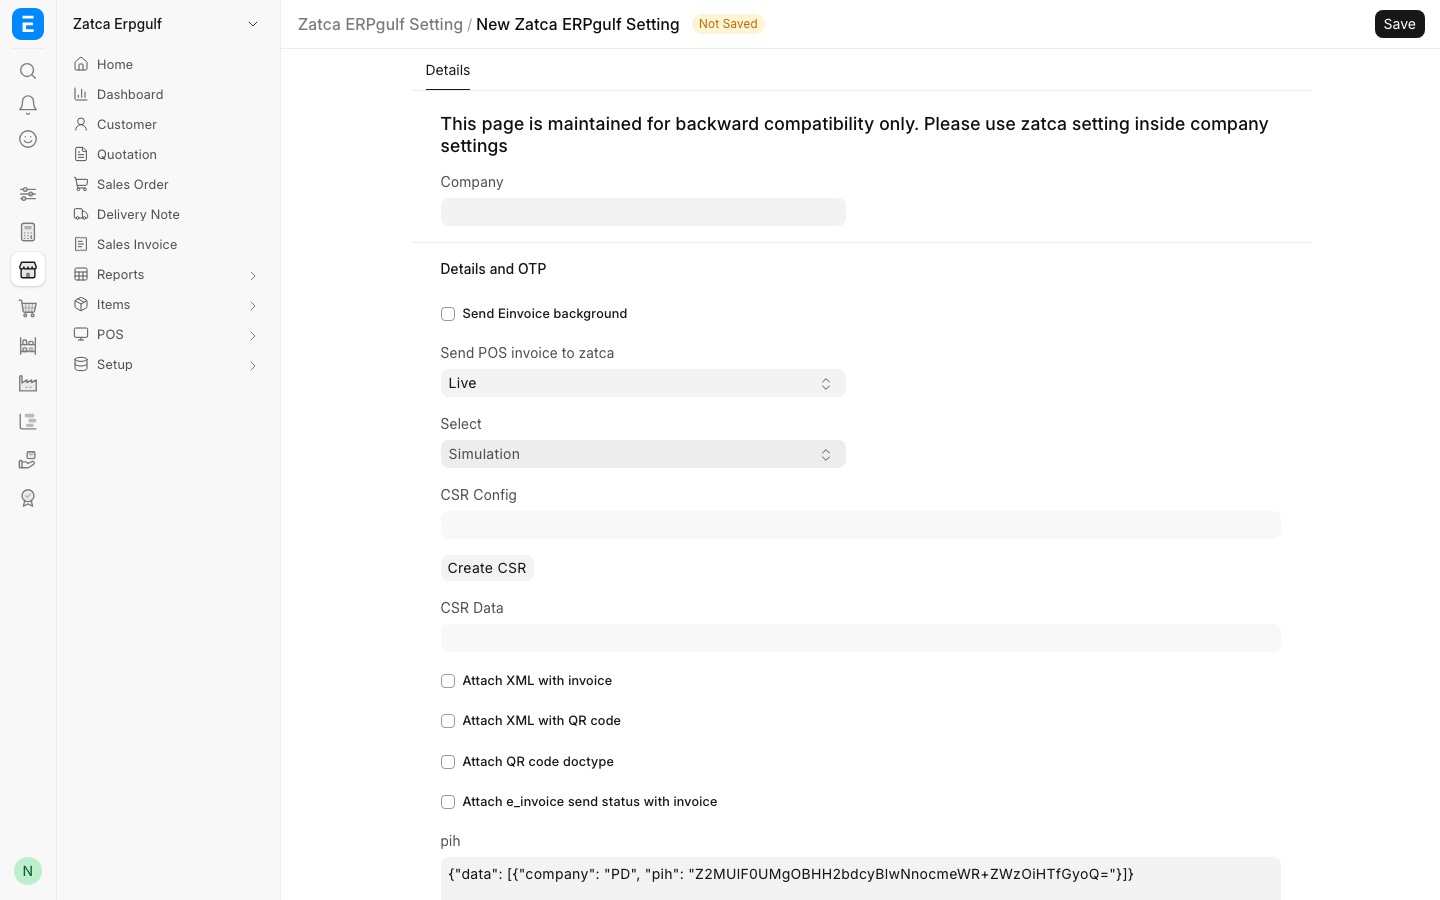 Zatca Erpgulf
Home
Dashboard
Customer
Quotation
Sales Order
Delivery Note
Sales Invoice
Reports
Items
POS
Setup
N
Zatca ERPgulf Setting / New Zatca ERPgulf Setting Not Saved
Save
Details
This page is maintained for backward compatibility only. Please use zatca setting inside company
settings
Company
Details and OTP
Send Einvoice background
Send POS invoice to zatca
Live
Select
Simulation
CSR Config
Create CSR
CSR Data
Attach XML with invoice
Attach XML with QR code
Attach QR code doctype
Attach e_invoice send status with invoice
pih
{"data": [{"company": "PD", "pih": "Z2MUlF0UMgOBHH2bdcyBlwNnocmeWR+ZWzOiHTfGyoQ="}]}